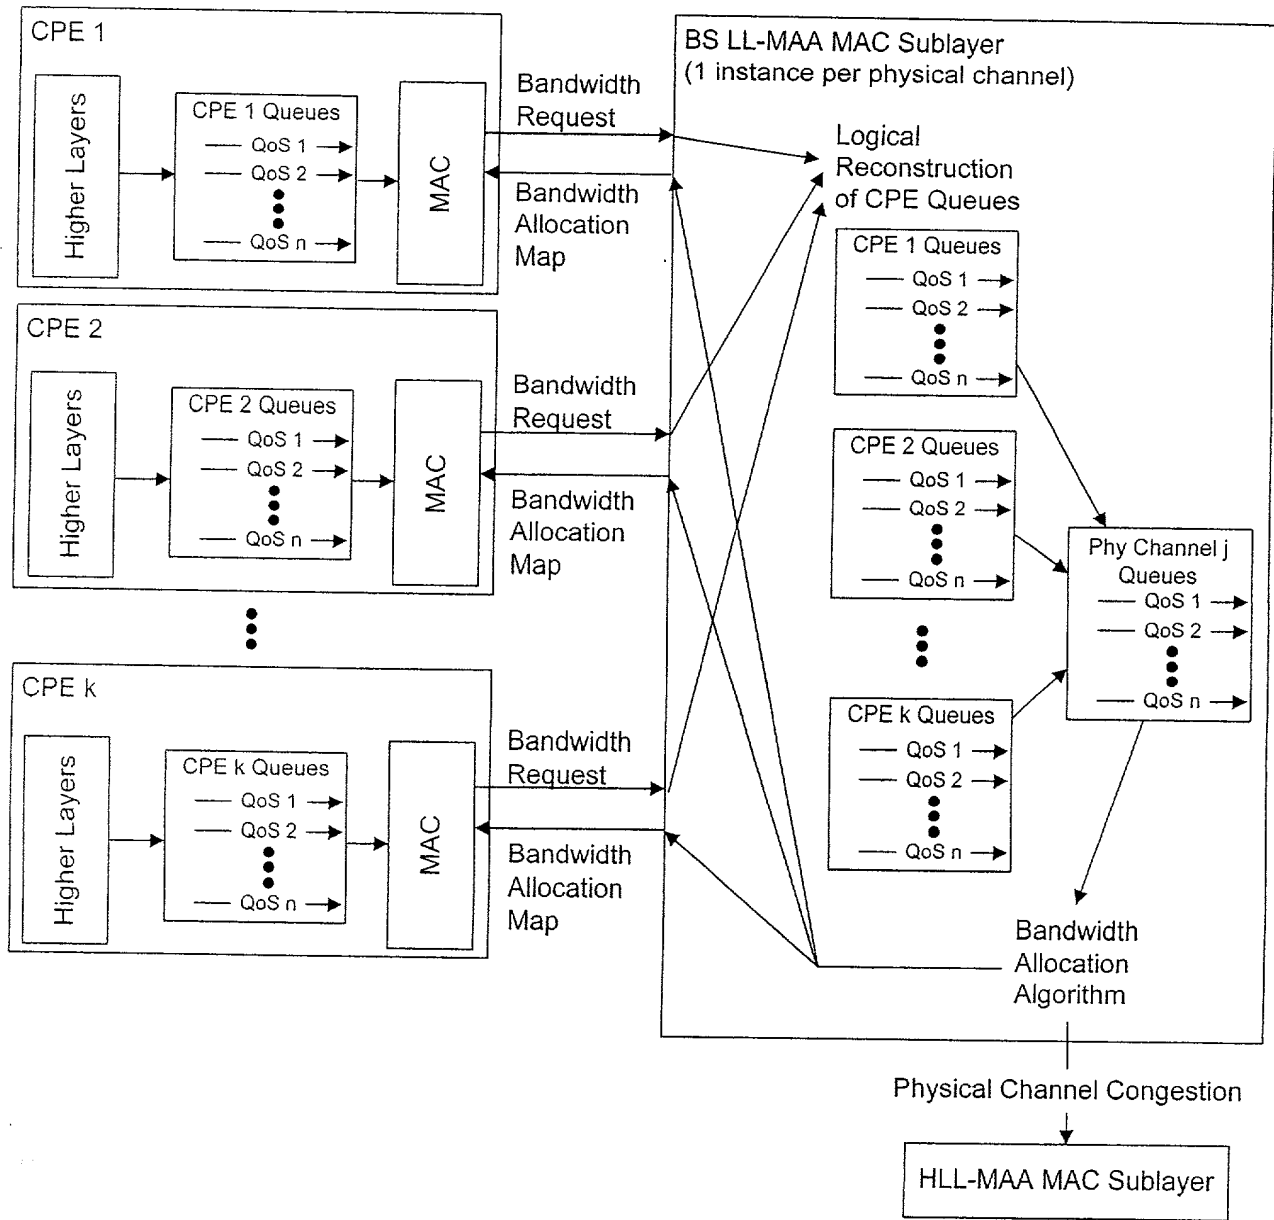 CPE 1
Higher Layers
CPE 1 Queues
QoS 1
QoS 2
QoS n
MAC
Bandwidth
Request
Bandwidth
Allocation
Map
CPE 2
Higher Layers
CPE 2 Queues
QoS 1
QoS 2
QoS n
MAC
Bandwidth
Request
Bandwidth
Allocation
Map
CPE k
Higher Layers
CPE k Queues
QoS 1
QoS 2
QoS n
MAC
Bandwidth
Request
Bandwidth
Allocation
Map
BS LL-MAA MAC Sublayer
(1 instance per physical channel)
Logical
Reconstruction
of CPE Queues
CPE 1 Queues
QoS 1
QoS 2
QoS n
CPE 2 Queues
QoS 1
QoS 2
QoS n
CPE k Queues
QoS 1
QoS 2
QoS n
Phy Channel j
Queues
QoS 1
QoS 2
QoS n
Bandwidth
Allocation
Algorithm
Physical Channel Congestion
HLL-MAA MAC Sublayer